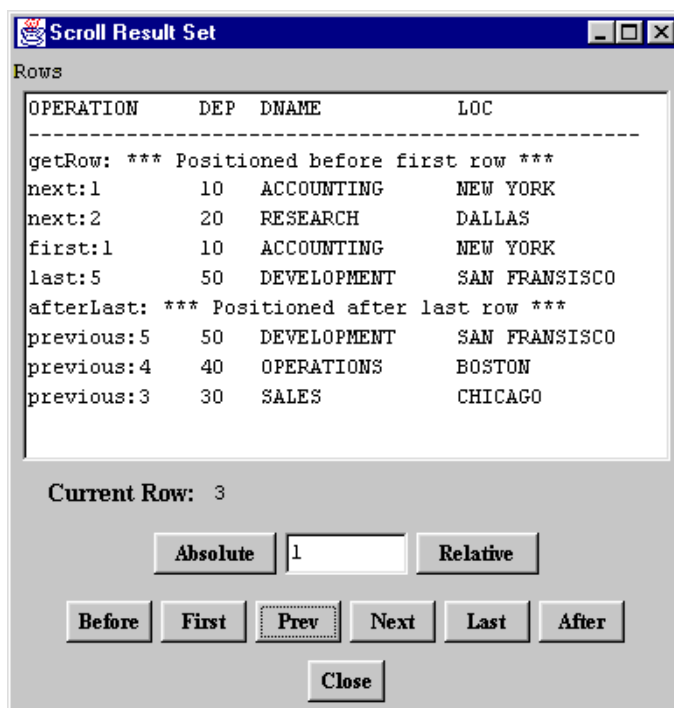 Scroll Result Set
Rows
OPERATION DEP DNAME LOC
----------------------------------------------------
getRow: *** Positioned before first row ***
next:1 10 ACCOUNTING NEW YORK
next:2 20 RESEARCH DALLAS
first:1 10 ACCOUNTING NEW YORK
last:5 50 DEVELOPMENT SAN FRANSISCO
afterLast: *** Positioned after last row ***
previous:5 50 DEVELOPMENT SAN FRANSISCO
previous:4 40 OPERATIONS BOSTON
previous:3 30 SALES CHICAGO
Current Row: 3
Absolute 1 Relative
Before First Prev Next Last After
Close